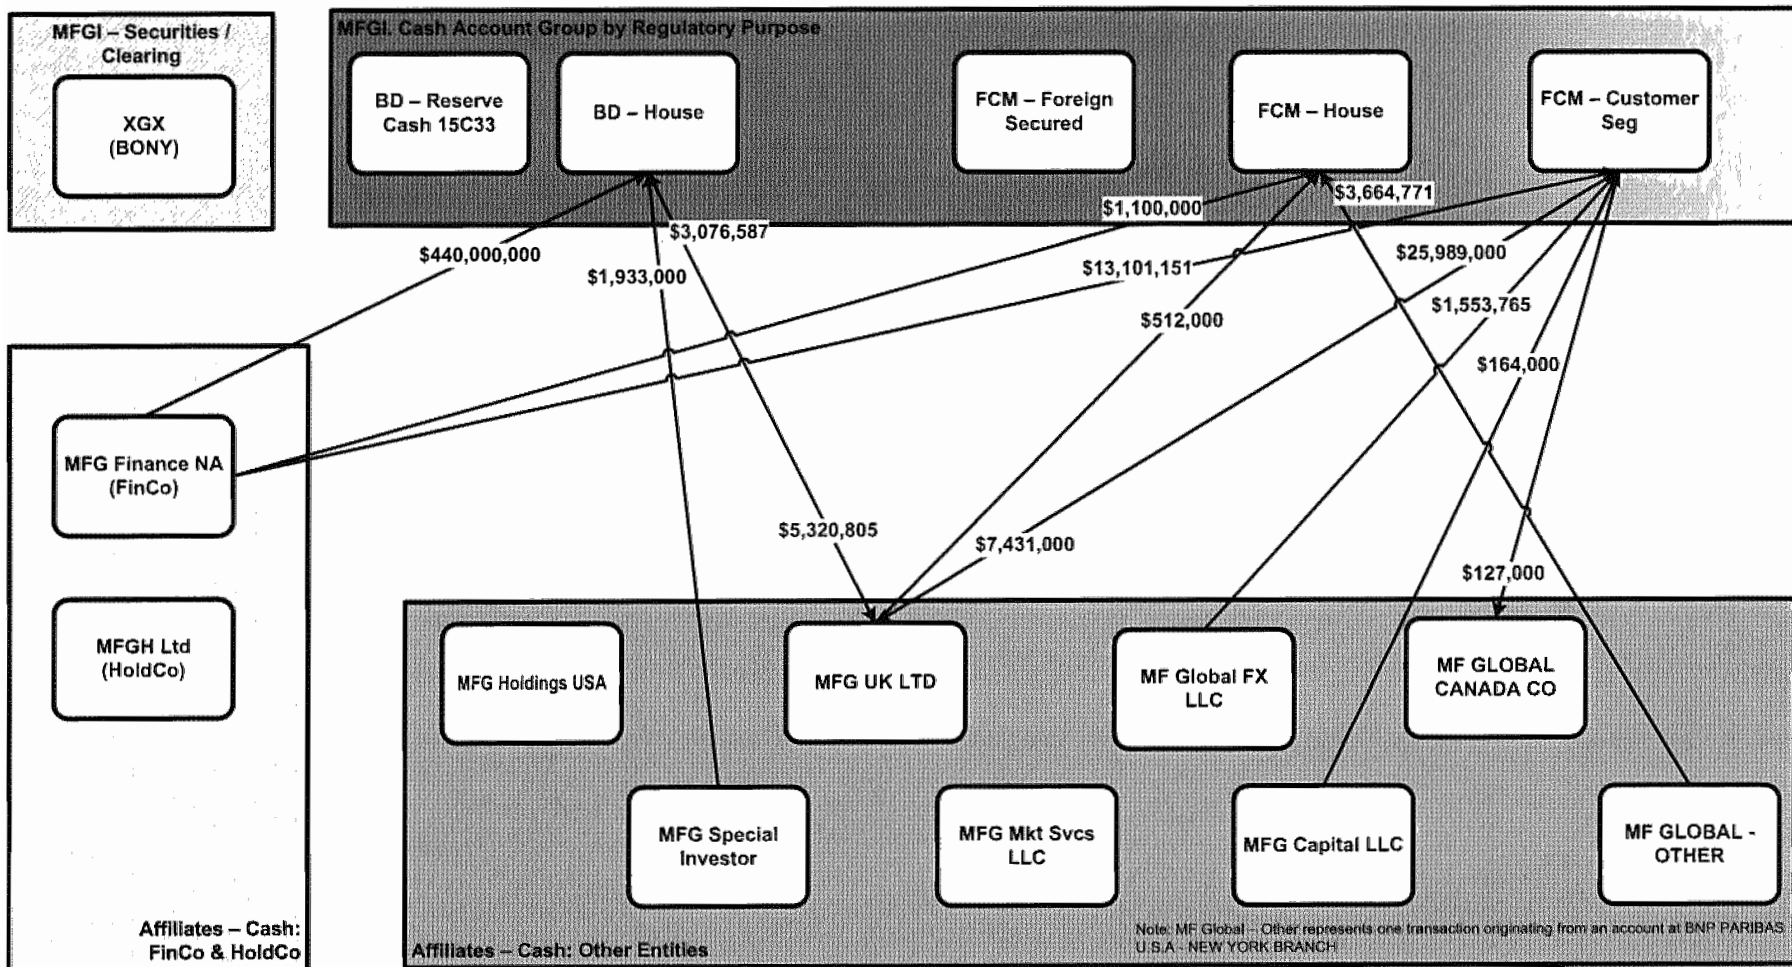 MFGI – Securities /
Clearing
XGX
(BONY)
MFGI. Cash Account Group by Regulatory Purpose
BD – Reserve
Cash 15C33
BD – House
FCM – Foreign
Secured
FCM – House
FCM – Customer
Seg
$1,100,000
$3,664,771
$3,076,587
$440,000,000
$1,933,000
$13,101,151
$25,989,000
$1,553,765
$512,000
$164,000
$5,320,805
$7,431,000
$127,000
MFG Finance NA
(FinCo)
MFGH Ltd
(HoldCo)
Affiliates – Cash:
FinCo & HoldCo
MFG Holdings USA
MFG UK LTD
MF Global FX
LLC
MF GLOBAL
CANADA CO
MFG Special
Investor
MFG Mkt Svcs
LLC
MFG Capital LLC
MF GLOBAL -
OTHER
Affiliates – Cash: Other Entities
Note: MF Global – Other represents one transaction originating from an account at BNP PARIBAS
U.S.A - NEW YORK BRANCH